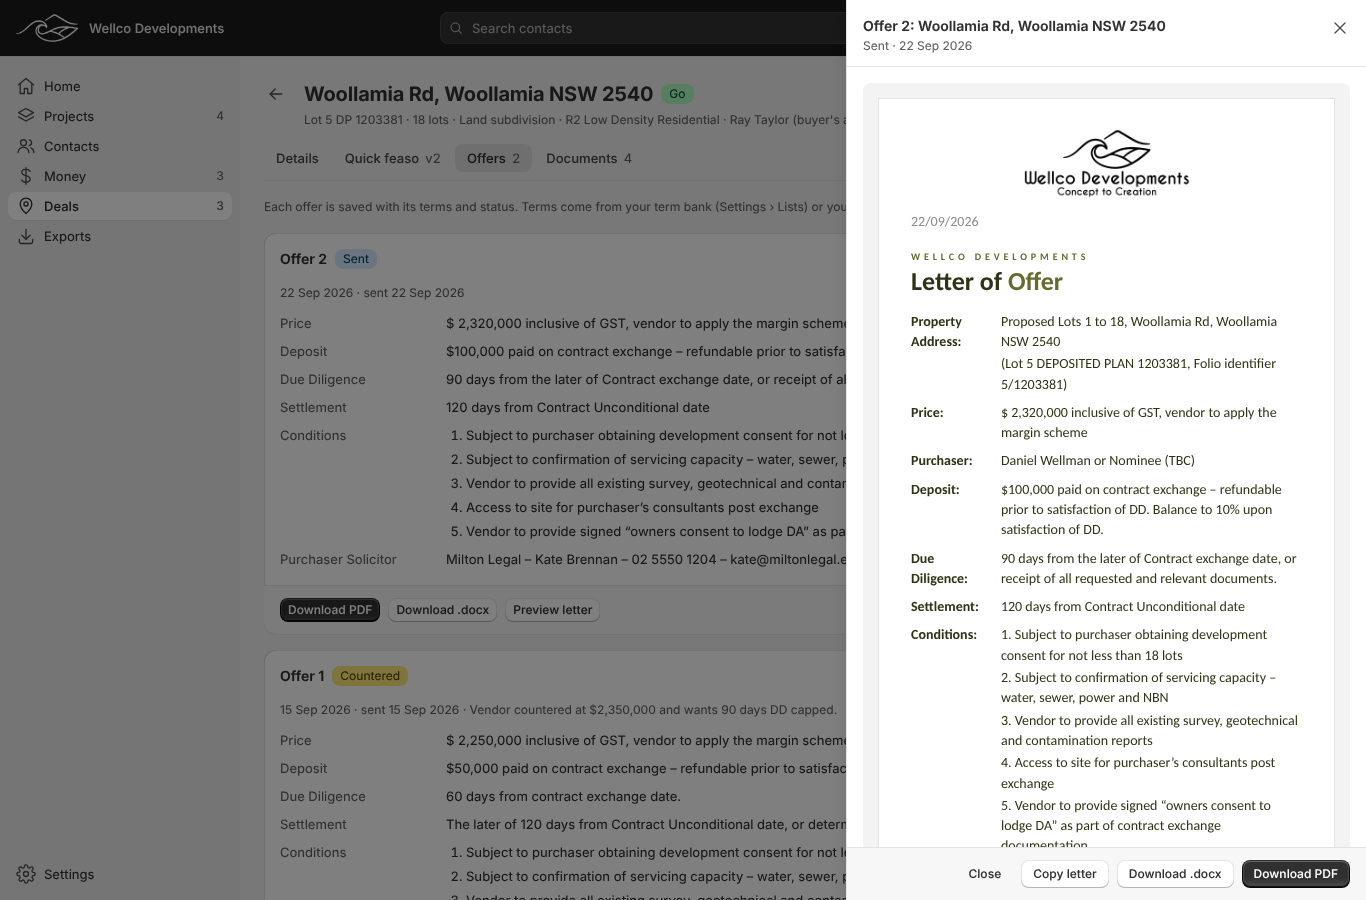 Wellco Developments
Search contacts
Home
Projects 4
Contacts
Money 3
Deals 3
Exports
Settings
Woollamia Rd, Woollamia NSW 2540 Go
Lot 5 DP 1203381 · 18 lots · Land subdivision · R2 Low Density Residential · Ray Taylor (buyer's a
Details Quick feaso v2 Offers 2 Documents 4
Each offer is saved with its terms and status. Terms come from your term bank (Settings › Lists) or you
Offer 2 Sent
22 Sep 2026 · sent 22 Sep 2026
Price $ 2,320,000 inclusive of GST, vendor to apply the margin scheme
Deposit $100,000 paid on contract exchange – refundable prior to satisfa
Due Diligence 90 days from the later of Contract exchange date, or receipt of al
Settlement 120 days from Contract Unconditional date
Conditions 1. Subject to purchaser obtaining development consent for not le
2. Subject to confirmation of servicing capacity – water, sewer, p
3. Vendor to provide all existing survey, geotechnical and contar
4. Access to site for purchaser’s consultants post exchange
5. Vendor to provide signed “owners consent to lodge DA” as pa
Purchaser Solicitor Milton Legal – Kate Brennan – 02 5550 1204 – kate@miltonlegal.e
Download PDF Download .docx Preview letter
Offer 1 Countered
15 Sep 2026 · sent 15 Sep 2026 · Vendor countered at $2,350,000 and wants 90 days DD capped.
Price $ 2,250,000 inclusive of GST, vendor to apply the margin scheme
Deposit $50,000 paid on contract exchange – refundable prior to satisfac
Due Diligence 60 days from contract exchange date.
Settlement The later of 120 days from Contract Unconditional date, or determ
Conditions 1. Subject to purchaser obtaining development consent for not le
2. Subject to confirmation of servicing capacity – water, sewer, p
3. Vendor to provide all existing survey, geotechnical and contar
Offer 2: Woollamia Rd, Woollamia NSW 2540
Sent · 22 Sep 2026
Wellco Developments
Concept to Creation
22/09/2026
WELLCO DEVELOPMENTS
Letter of Offer
Property Address: Proposed Lots 1 to 18, Woollamia Rd, Woollamia
NSW 2540
(Lot 5 DEPOSITED PLAN 1203381, Folio identifier
5/1203381)
Price: $ 2,320,000 inclusive of GST, vendor to apply the
margin scheme
Purchaser: Daniel Wellman or Nominee (TBC)
Deposit: $100,000 paid on contract exchange – refundable
prior to satisfaction of DD. Balance to 10% upon
satisfaction of DD.
Due Diligence: 90 days from the later of Contract exchange date, or
receipt of all requested and relevant documents.
Settlement: 120 days from Contract Unconditional date
Conditions: 1. Subject to purchaser obtaining development
consent for not less than 18 lots
2. Subject to confirmation of servicing capacity –
water, sewer, power and NBN
3. Vendor to provide all existing survey, geotechnical
and contamination reports
4. Access to site for purchaser’s consultants post
exchange
5. Vendor to provide signed “owners consent to
lodge DA” as part of contract exchange
documentation
Close Copy letter Download .docx Download PDF